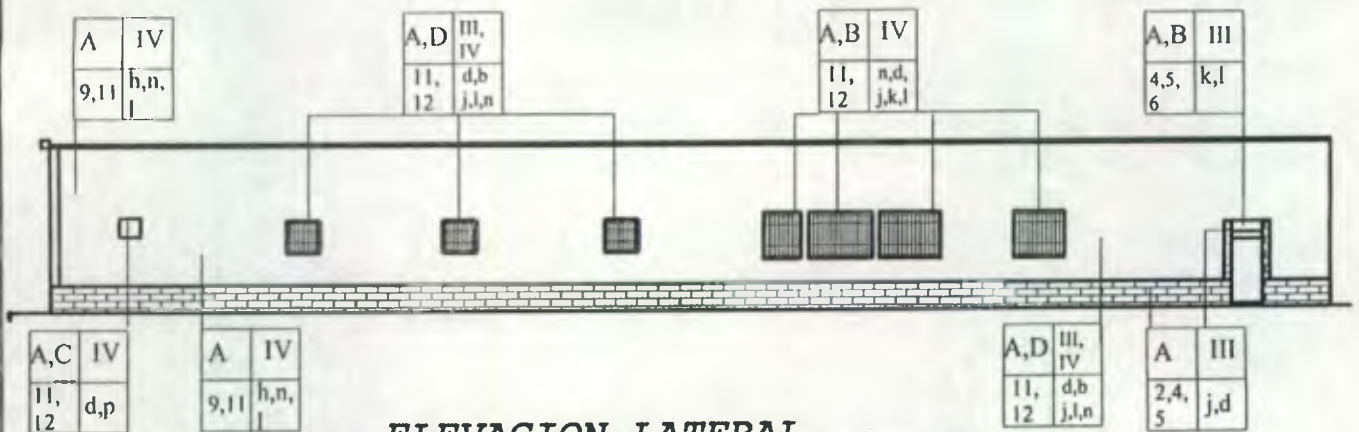 A IV
9,11 h,n,
l
A,D III,
IV
11, d,b
12 j,l,n
A,B IV
11, n,d,
12 j,k,l
A,B III
4,5, k,l
6
A,C IV
11, d,p
12
A IV
9,11 h,n,
l
A,D III,
IV
11, d,b
12 j,l,n
A III
2,4, j,d
5
ELEVACION LATERAL